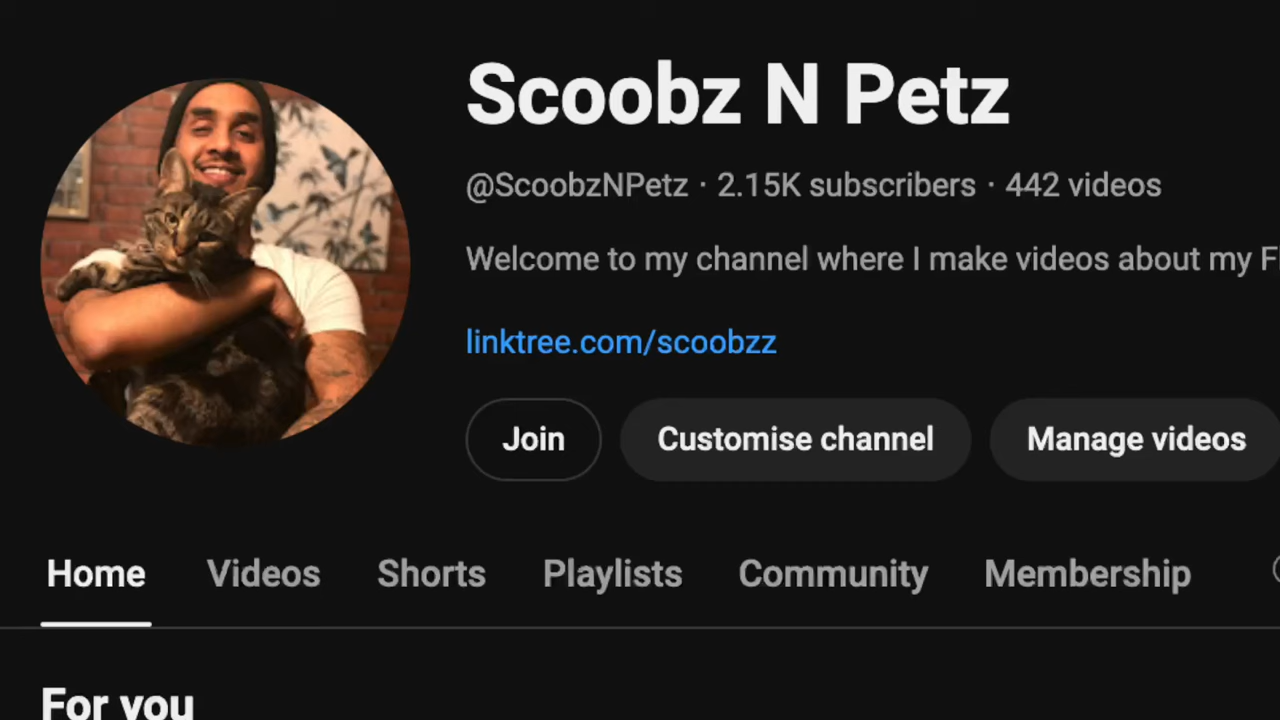 Scoobz N Petz
@ScoobzNPetz · 2.15K subscribers · 442 videos
Welcome to my channel where I make videos about my
linktree.com/scoobzz
Join Customise channel Manage videos
Home Videos Shorts Playlists Community Membership
For you